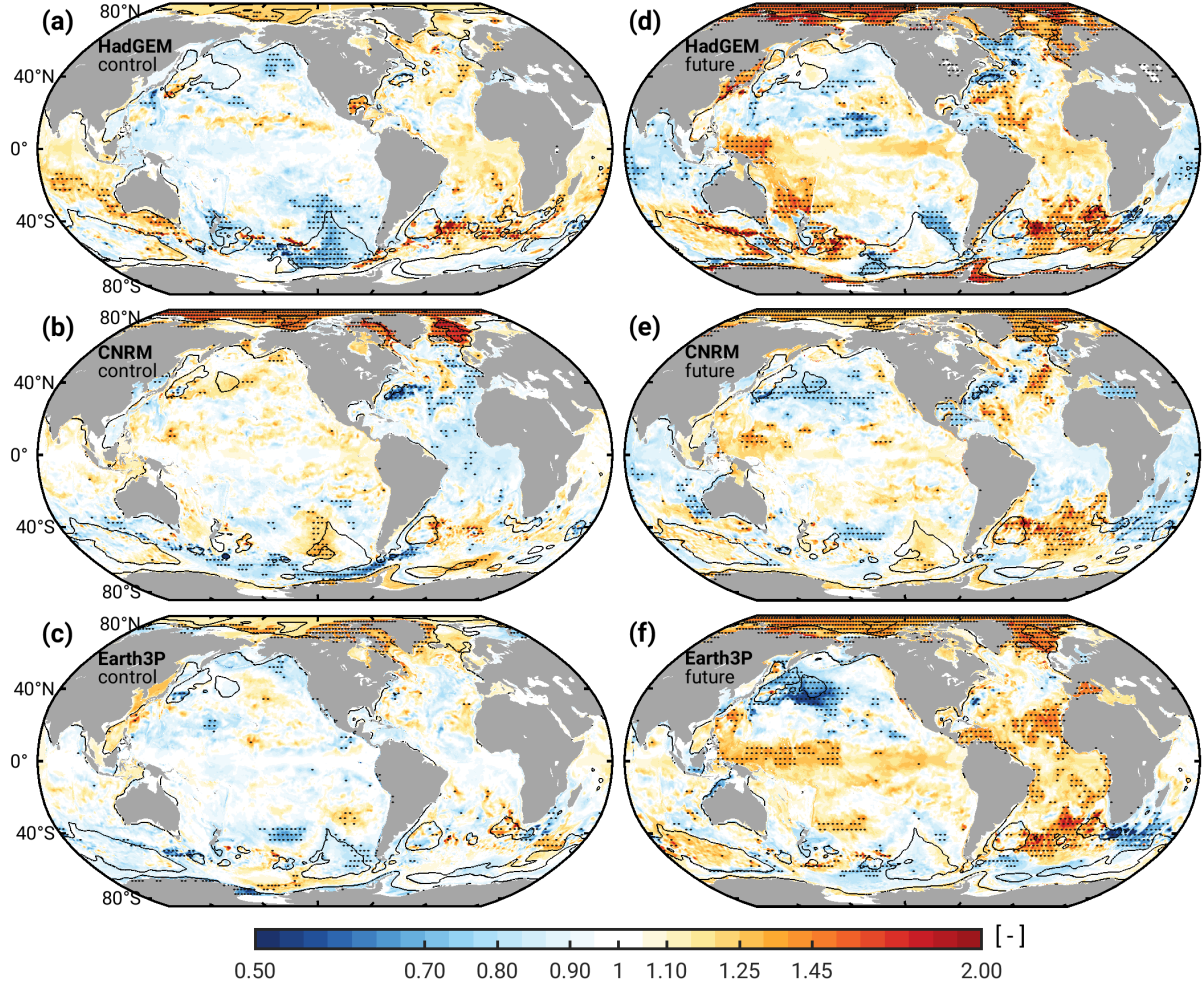 (a)
80°N
HadGEM
control
40°N
0°
40°S
80°S
(d)
HadGEM
future
(b)
80°N
CNRM
control
40°N
0°
40°S
80°S
(e)
CNRM
future
(c)
80°N
Earth3P
control
40°N
0°
40°S
80°S
(f)
Earth3P
future
[ - ]
0.50 0.70 0.80 0.90 1 1.10 1.25 1.45 2.00